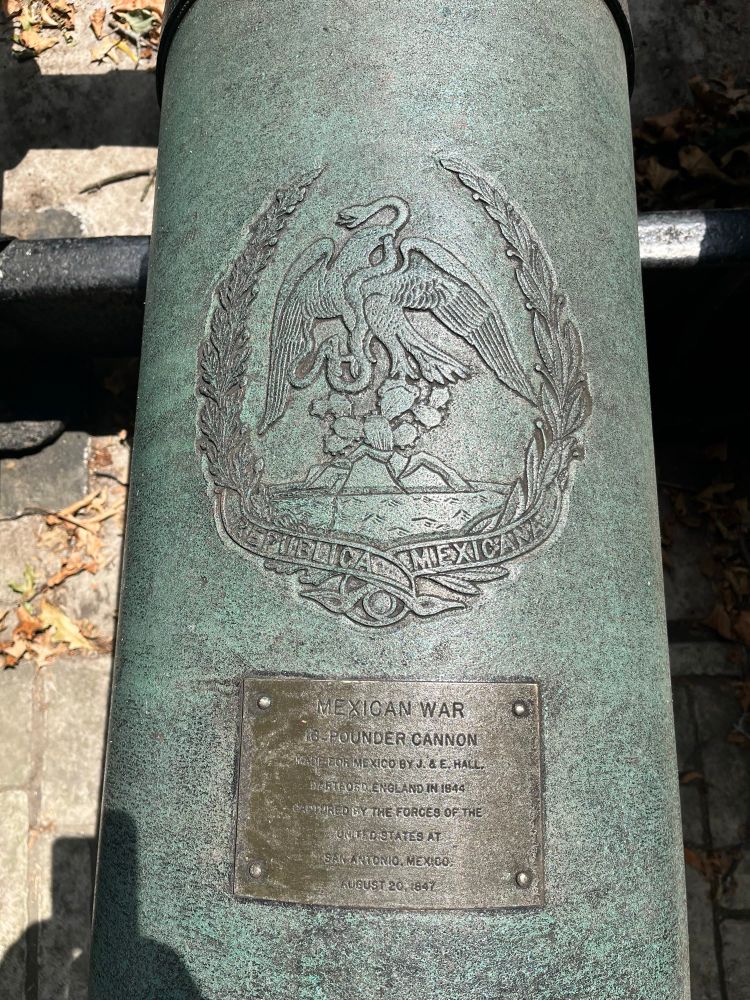 REPUBLICA MEXICANA
MEXICAN WAR
16-POUNDER CANNON
MADE FOR MEXICO BY J. & E. HALL.
DARTFORD, ENGLAND IN 1844
CAPTURED BY THE FORCES OF THE
UNITED STATES AT
SAN ANTONIO, MEXICO.
AUGUST 20, 1847